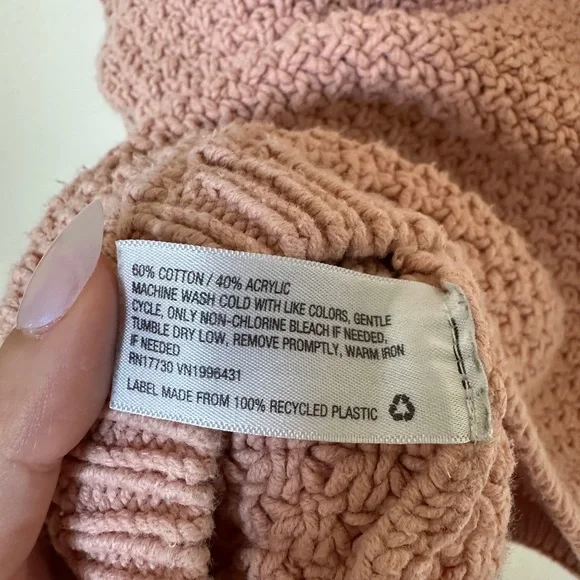 60% COTTON / 40% ACRYLIC
MACHINE WASH COLD WITH LIKE COLORS, GENTLE
CYCLE, ONLY NON-CHLORINE BLEACH IF NEEDED,
TUMBLE DRY LOW, REMOVE PROMPTLY, WARM IRON
IF NEEDED
RN17730 VN1996431
LABEL MADE FROM 100% RECYCLED PLASTIC